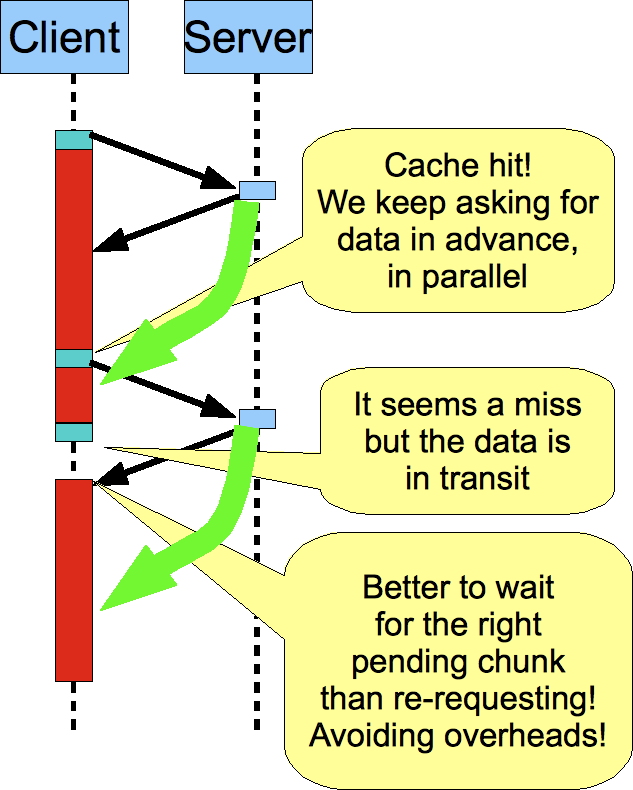 Client
Server
Cache hit!
We keep asking for
data in advance,
in parallel
It seems a miss
but the data is
in transit
Better to wait
for the right
pending chunk
than re-requesting!
Avoiding overheads!